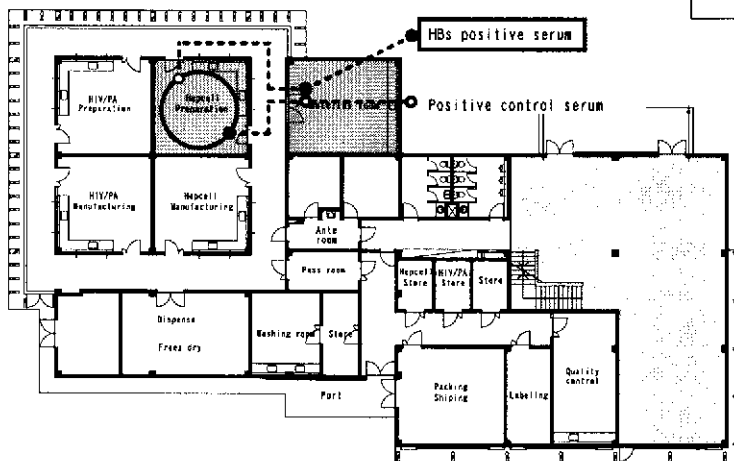 HBs positive serum
HIV/PA
Preparation
Hepcell
Preparation
Positive control serum
HIV/PA
Manufacturing
Hepcell
Manufacturing
Ante
room
Pass room
Hepcell
Store
HIV/PA
Store
Store
Dispense
Freez dry
Washing room
Store
Port
Packing
Shiping
Labeling
Quality
control